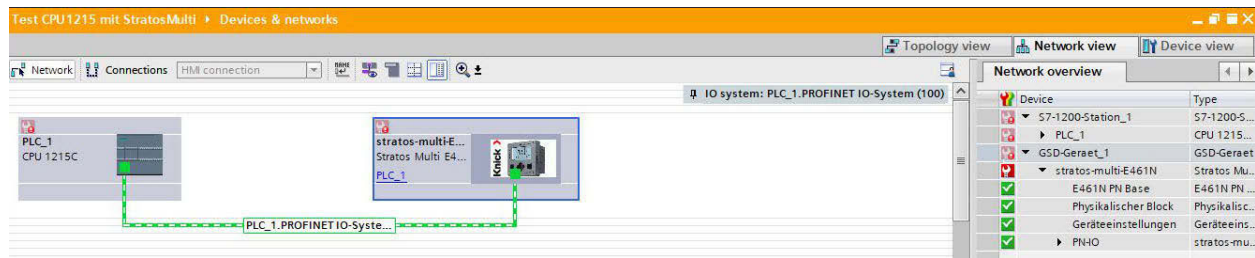 Test CPU1215 mit StratosMulti ▸ Devices & networks
Topology view Network view Device view
Network Connections HMI connection
Network overview
IO system: PLC_1.PROFINET IO-System (100)
Device Type
S7-1200-Station_1 S7-1200-S...
PLC_1 CPU 1215...
GSD-Geraet_1 GSD-Geraet
stratos-multi-E461N Stratos Mu...
E461N PN Base E461N PN ...
Physikalischer Block Physikalisc...
Geräteeinstellungen Geräteeins...
PN-IO stratos-mu...
PLC_1
CPU 1215C
stratos-multi-E...
Stratos Multi E4...
PLC_1
Knick
PLC_1.PROFINET IO-Syste...